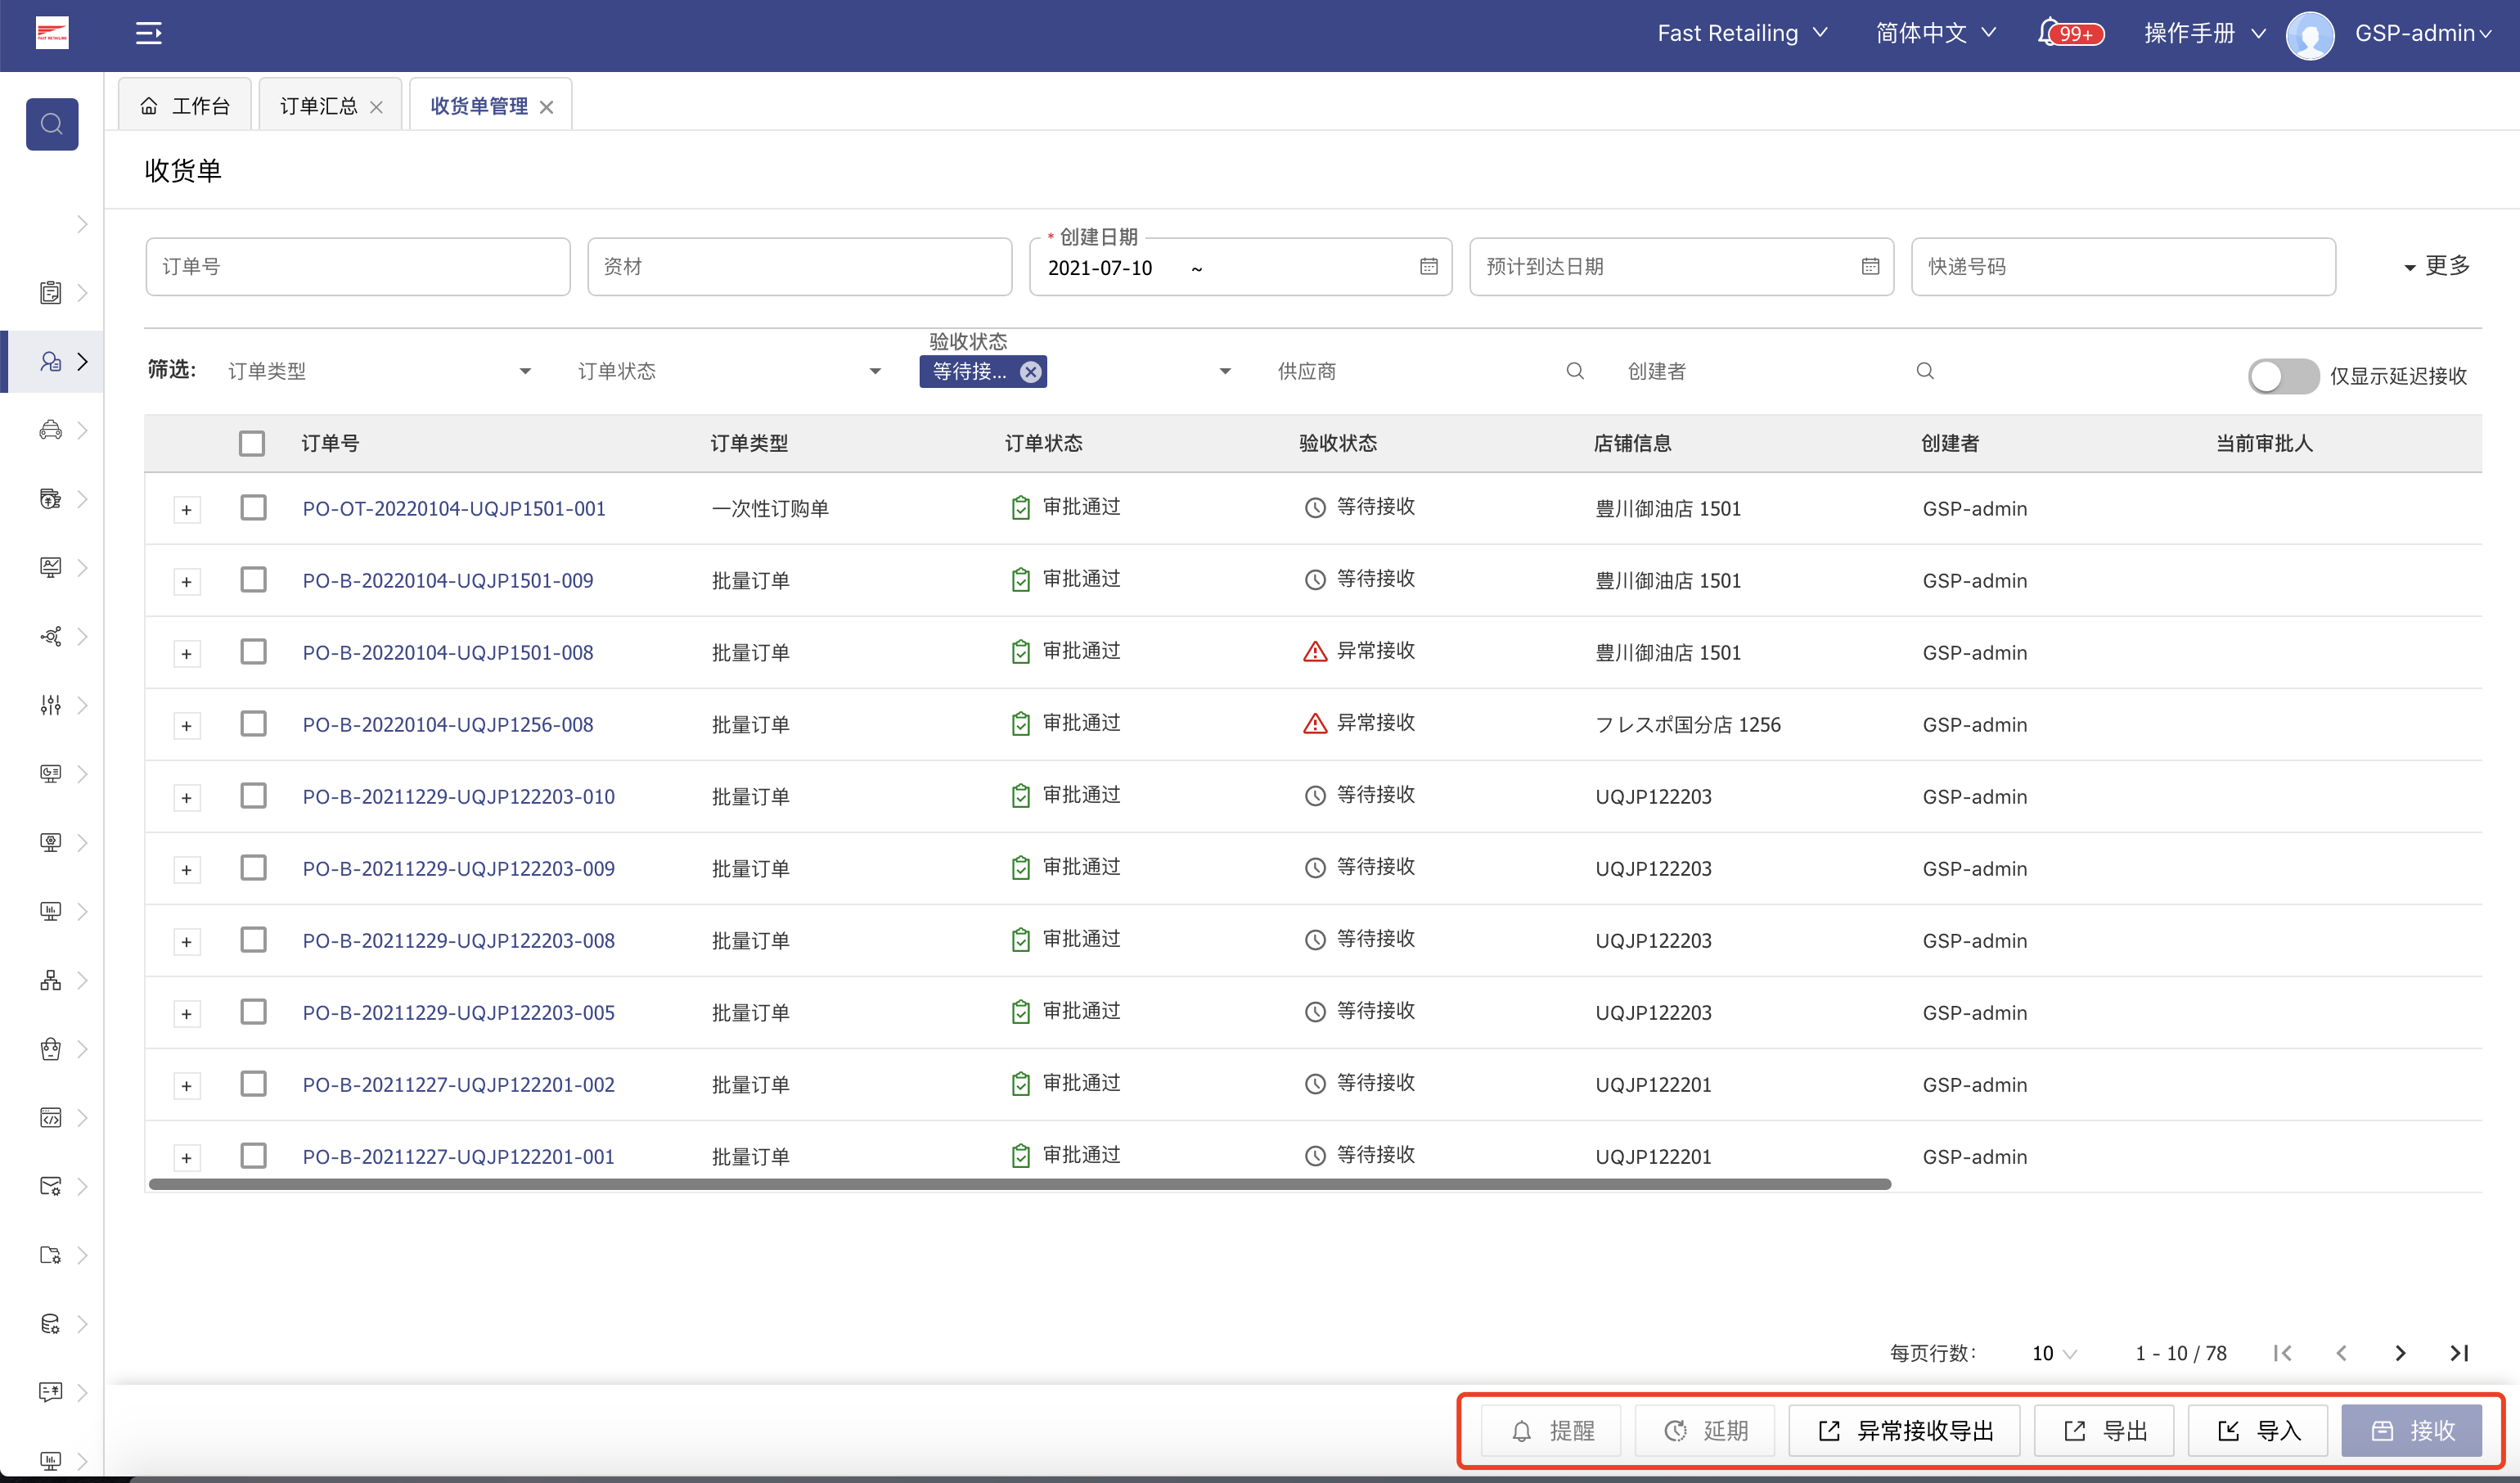 FAST RETAILING
Fast Retailing 简体中文 99+ 操作手册 GSP-admin
工作台 订单汇总 收货单管理
收货单
订单号 资材 * 创建日期 2021-07-10 ~ 预计到达日期 快递号码 更多
筛选: 订单类型 订单状态 验收状态 等待接... 供应商 创建者 仅显示延迟接收
订单号 订单类型 订单状态 验收状态 店铺信息 创建者 当前审批人
+ PO-OT-20220104-UQJP1501-001 一次性订购单 审批通过 等待接收 豊川御油店 1501 GSP-admin
+ PO-B-20220104-UQJP1501-009 批量订单 审批通过 等待接收 豊川御油店 1501 GSP-admin
+ PO-B-20220104-UQJP1501-008 批量订单 审批通过 异常接收 豊川御油店 1501 GSP-admin
+ PO-B-20220104-UQJP1256-008 批量订单 审批通过 异常接收 フレスポ国分店 1256 GSP-admin
+ PO-B-20211229-UQJP122203-010 批量订单 审批通过 等待接收 UQJP122203 GSP-admin
+ PO-B-20211229-UQJP122203-009 批量订单 审批通过 等待接收 UQJP122203 GSP-admin
+ PO-B-20211229-UQJP122203-008 批量订单 审批通过 等待接收 UQJP122203 GSP-admin
+ PO-B-20211229-UQJP122203-005 批量订单 审批通过 等待接收 UQJP122203 GSP-admin
+ PO-B-20211227-UQJP122201-002 批量订单 审批通过 等待接收 UQJP122201 GSP-admin
+ PO-B-20211227-UQJP122201-001 批量订单 审批通过 等待接收 UQJP122201 GSP-admin
每页行数: 10 1 - 10 / 78
提醒 延期 异常接收导出 导出 导入 接收